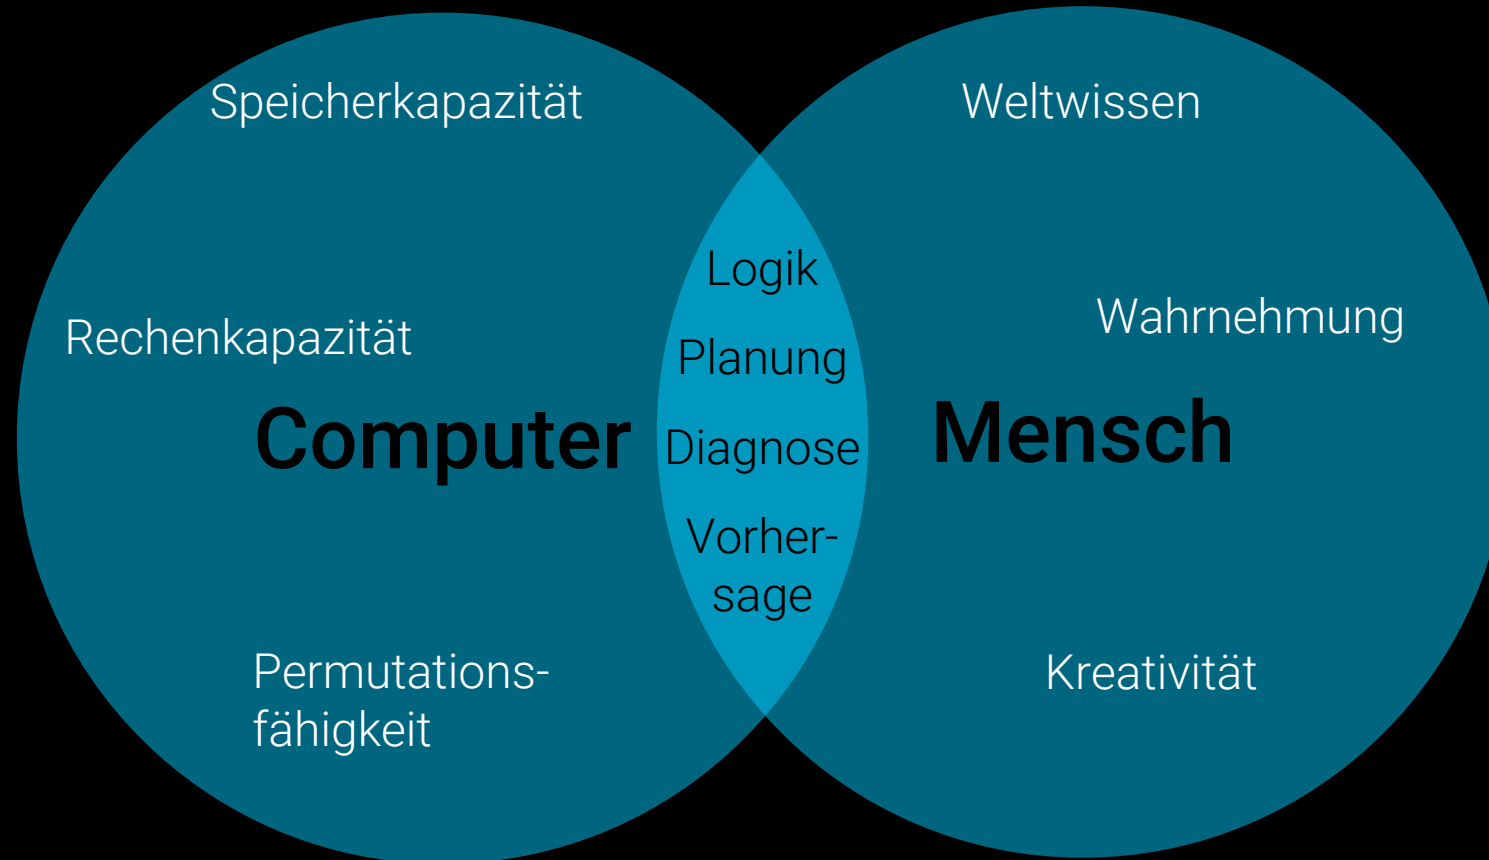 Speicherkapazität
Rechenkapazität
Computer
Permutations-
fähigkeit
Logik
Planung
Diagnose
Vorher-
sage
Weltwissen
Wahrnehmung
Mensch
Kreativität